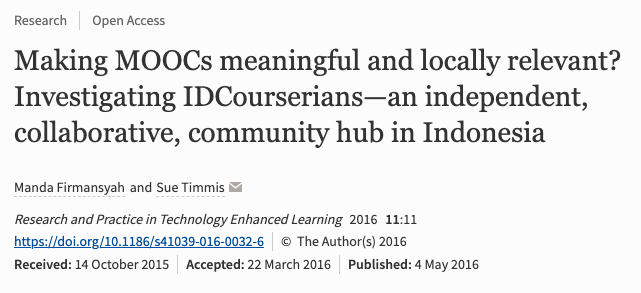 Research | Open Access
Making MOOCs meaningful and locally relevant?
Investigating IDCourserians—an independent,
collaborative, community hub in Indonesia
Manda Firmansyah and Sue Timmis
Research and Practice in Technology Enhanced Learning 2016 11:11
https://doi.org/10.1186/s41039-016-0032-6 | © The Author(s) 2016
Received: 14 October 2015 | Accepted: 22 March 2016 | Published: 4 May 2016